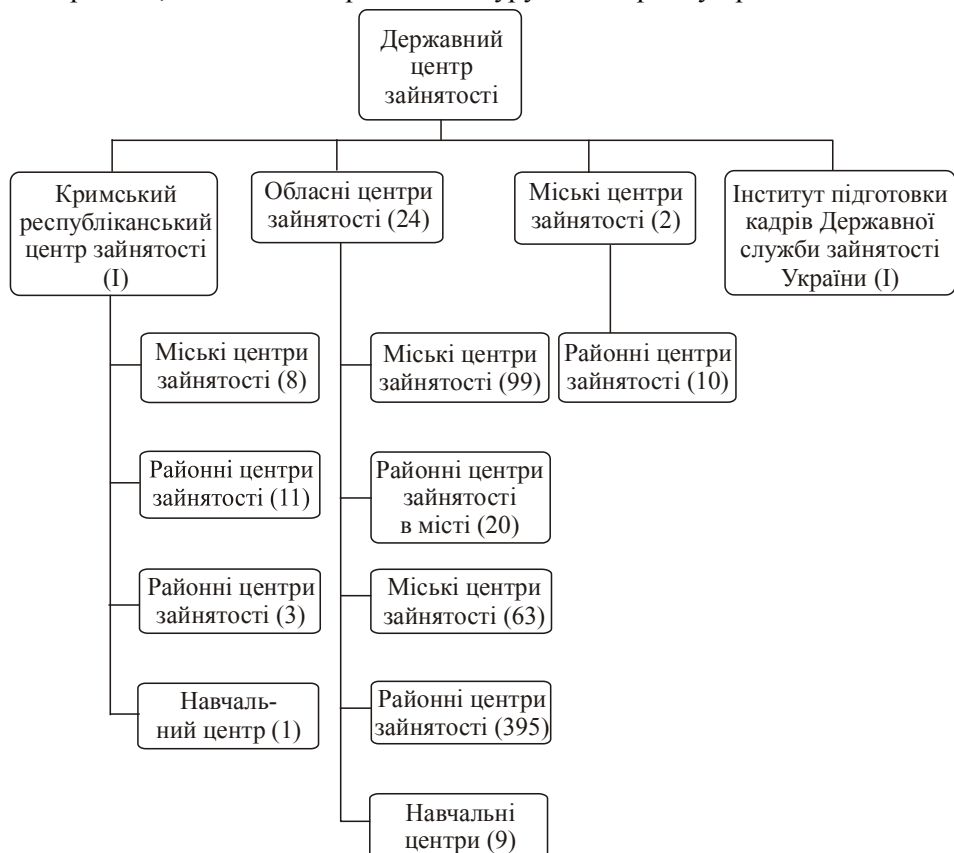 Державний
центр
зайнятості
Кримський
республіканський
центр зайнятості
(І)
Обласні центри
зайнятості (24)
Міські центри
зайнятості (2)
Інститут підготовки
кадрів Державної
служби зайнятості
України (І)
Міські центри
зайнятості (8)
Районні центри
зайнятості (11)
Районні центри
зайнятості (3)
Навчаль-
ний центр (1)
Міські центри
зайнятості (99)
Районні центри
зайнятості
в місті (20)
Міські центри
зайнятості (63)
Районні центри
зайнятості (395)
Навчальні
центри (9)
Районні центри
зайнятості (10)